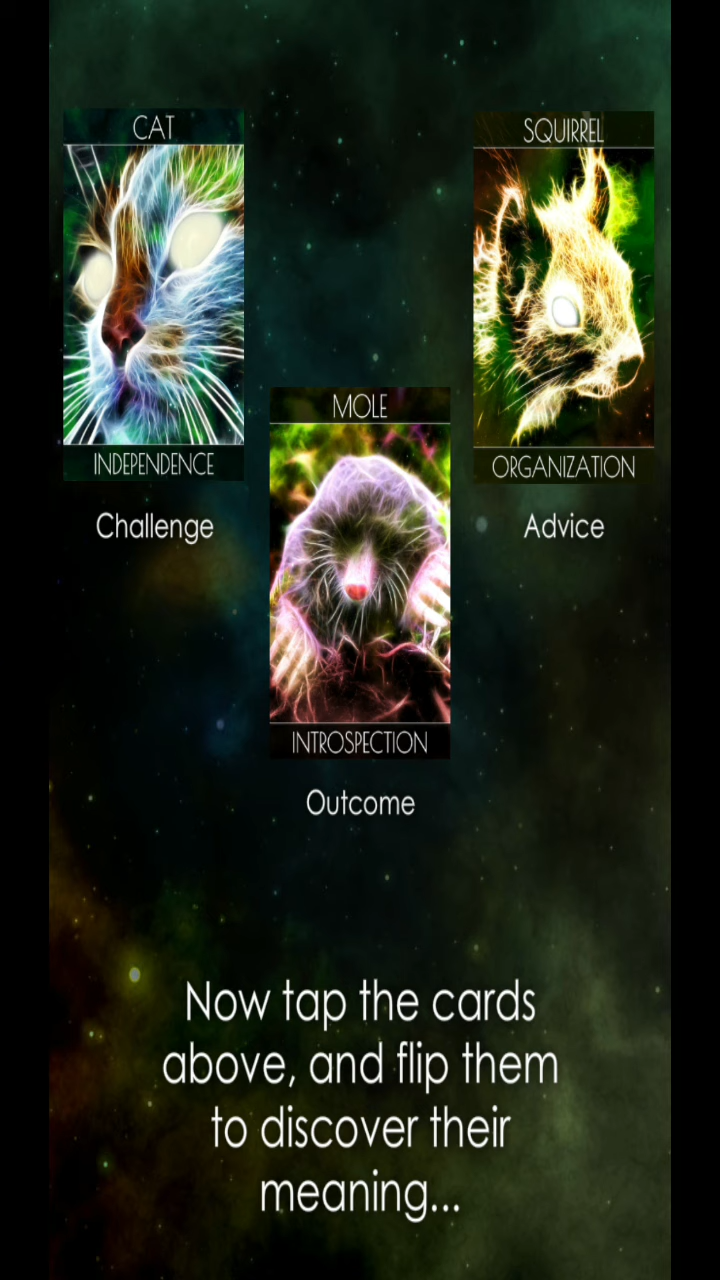 CAT
INDEPENDENCE
Challenge
SQUIRREL
ORGANIZATION
Advice
MOLE
INTROSPECTION
Outcome
Now tap the cards
above, and flip them
to discover their
meaning...